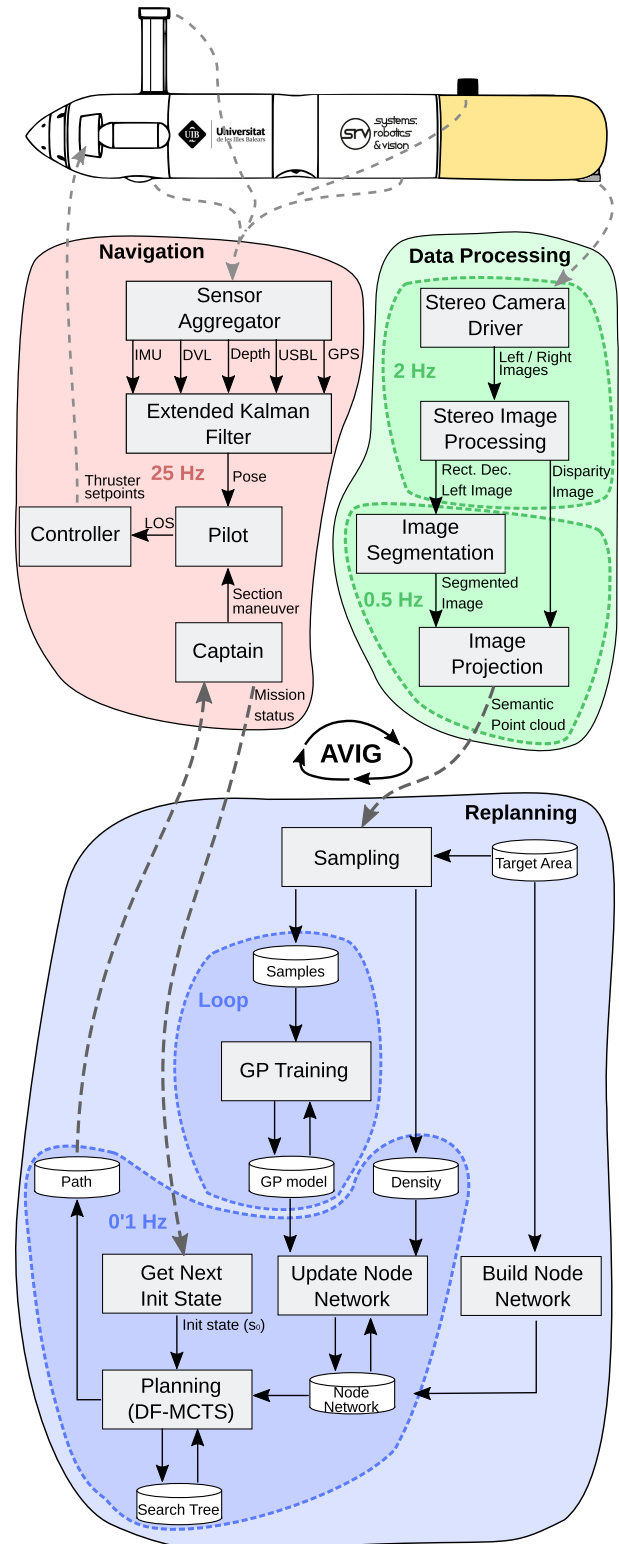 UIB
Universitat
de les Illes Balears
SRV
systems,
robotics
& vision
Navigation
Sensor
Aggregator
IMU
DVL
Depth
USBL
GPS
Extended Kalman
Filter
25 Hz
Pose
Thruster
setpoints
Controller
LOS
Pilot
Section
maneuver
Captain
Mission
status
Data Processing
Stereo Camera
Driver
Left / Right
Images
2 Hz
Stereo Image
Processing
Rect. Dec.
Left Image
Disparity
Image
Image
Segmentation
0.5 Hz
Segmented
Image
Image
Projection
Semantic
Point cloud
AVIG
Replanning
Sampling
Target Area
Samples
Loop
GP Training
GP model
Density
Path
0'1 Hz
Get Next
Init State
Update Node
Network
Build Node
Network
Init state (s₀)
Planning
(DF-MCTS)
Node
Network
Search Tree